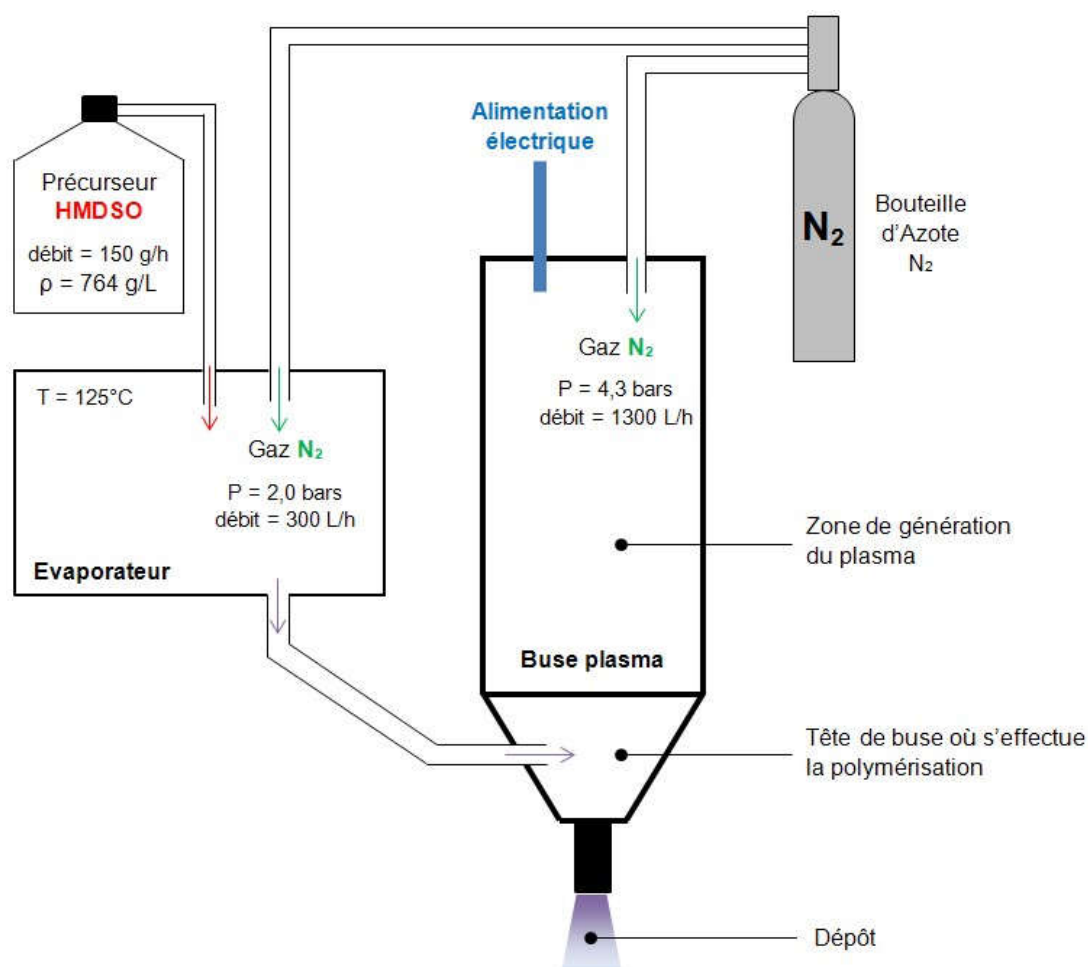 Alimentation
électrique
Précurseur
HMDSO
débit = 150 g/h
ρ = 764 g/L
N₂
Bouteille
d'Azote
N₂
Gaz N₂
P = 4,3 bars
débit = 1300 L/h
T = 125°C
Gaz N₂
P = 2,0 bars
débit = 300 L/h
Evaporateur
Zone de génération
du plasma
Buse plasma
Tête de buse où s'effectue
la polymérisation
Dépôt